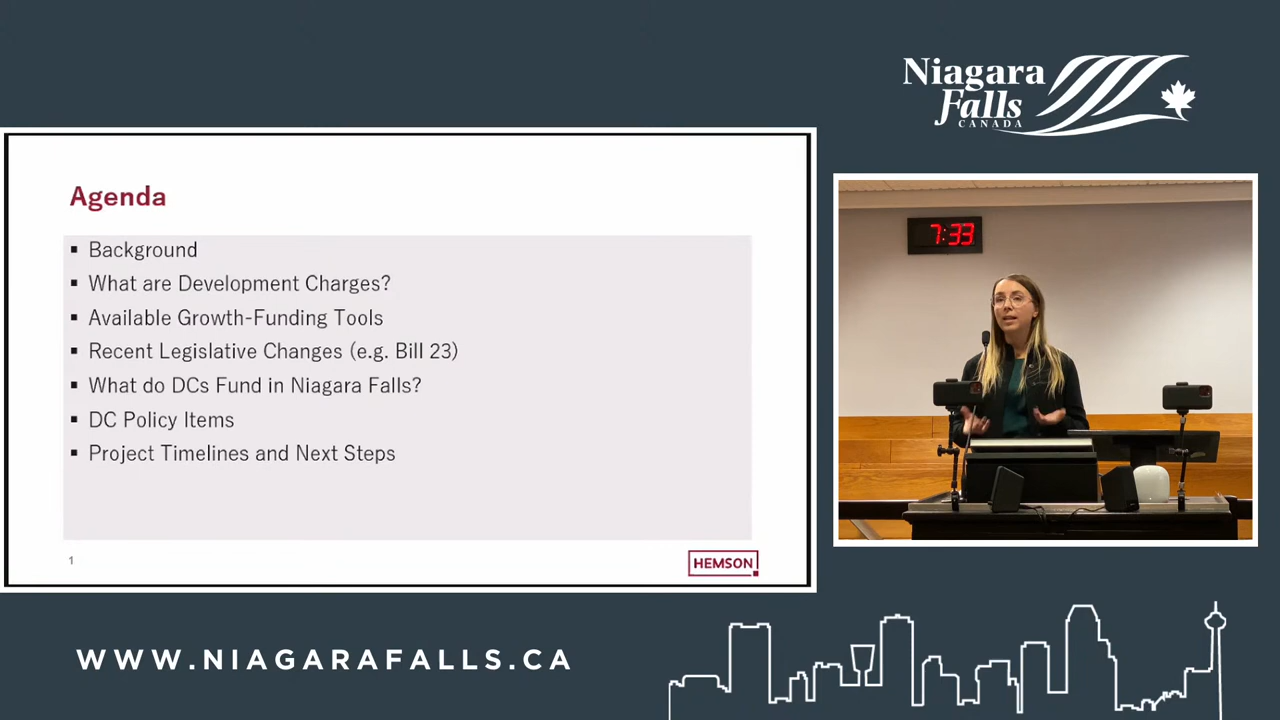 Niagara
Falls
CANADA
Agenda
▪ Background
▪ What are Development Charges?
▪ Available Growth-Funding Tools
▪ Recent Legislative Changes (e.g. Bill 23)
▪ What do DCs Fund in Niagara Falls?
▪ DC Policy Items
▪ Project Timelines and Next Steps
1
HEMSON
7:33
WWW.NIAGARAFALLS.CA